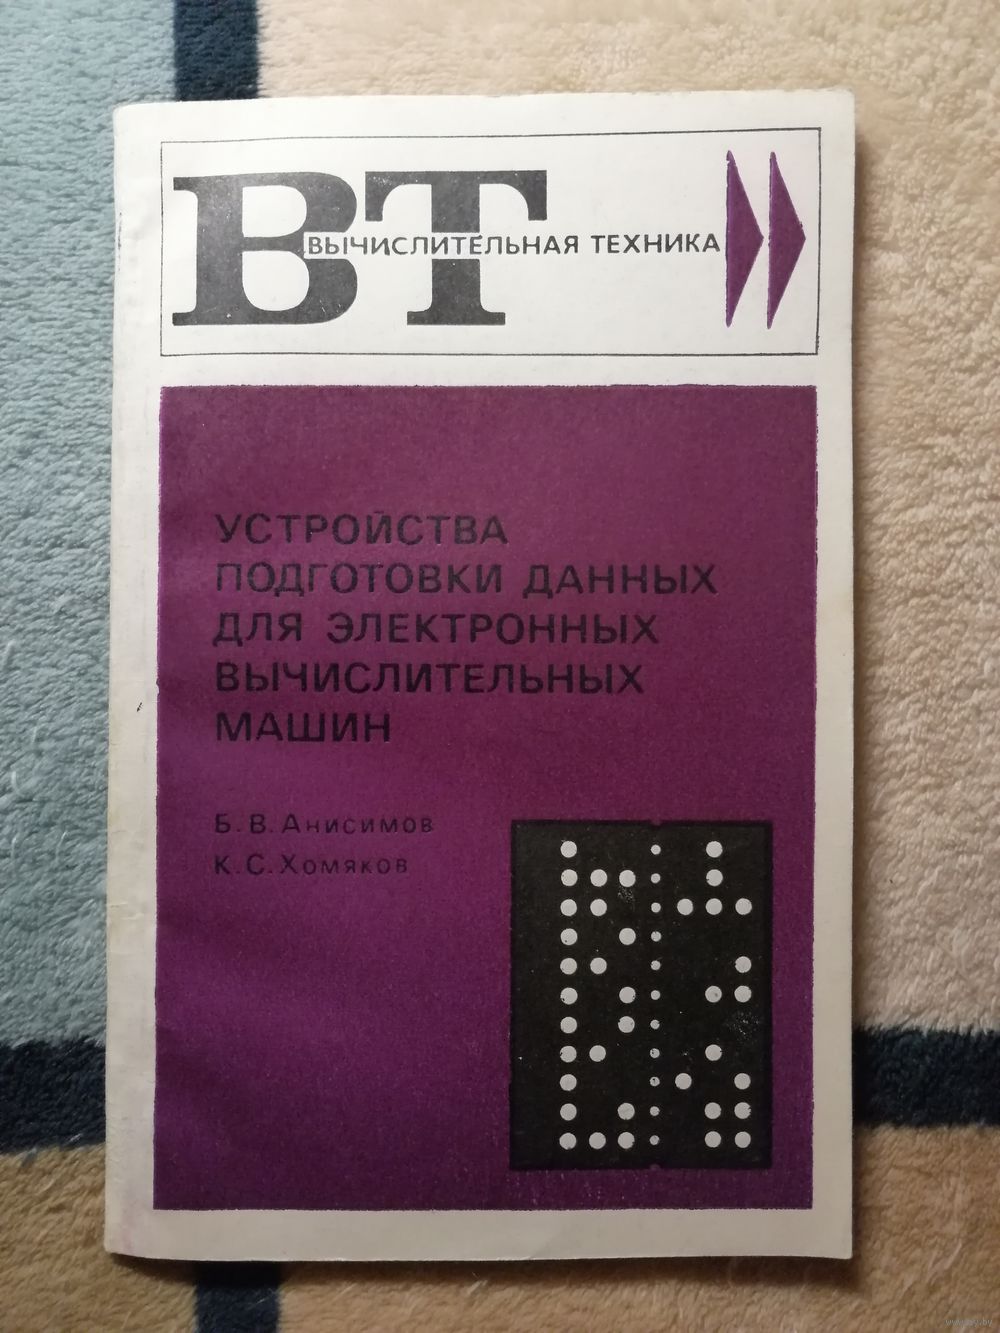 ВТ
ВЫЧИСЛИТЕЛЬНАЯ ТЕХНИКА
УСТРОЙСТВА
ПОДГОТОВКИ ДАННЫХ
ДЛЯ ЭЛЕКТРОННЫХ
ВЫЧИСЛИТЕЛЬНЫХ
МАШИН
Б. В. Анисимов
К. С. Хомяков